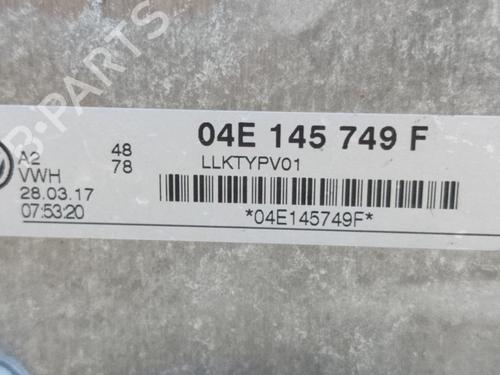 B-PARTS
04E 145 749 F
A2
48
LLKTYPV01
VWH
78
28.03.17
07:53:20
*04E145749F*